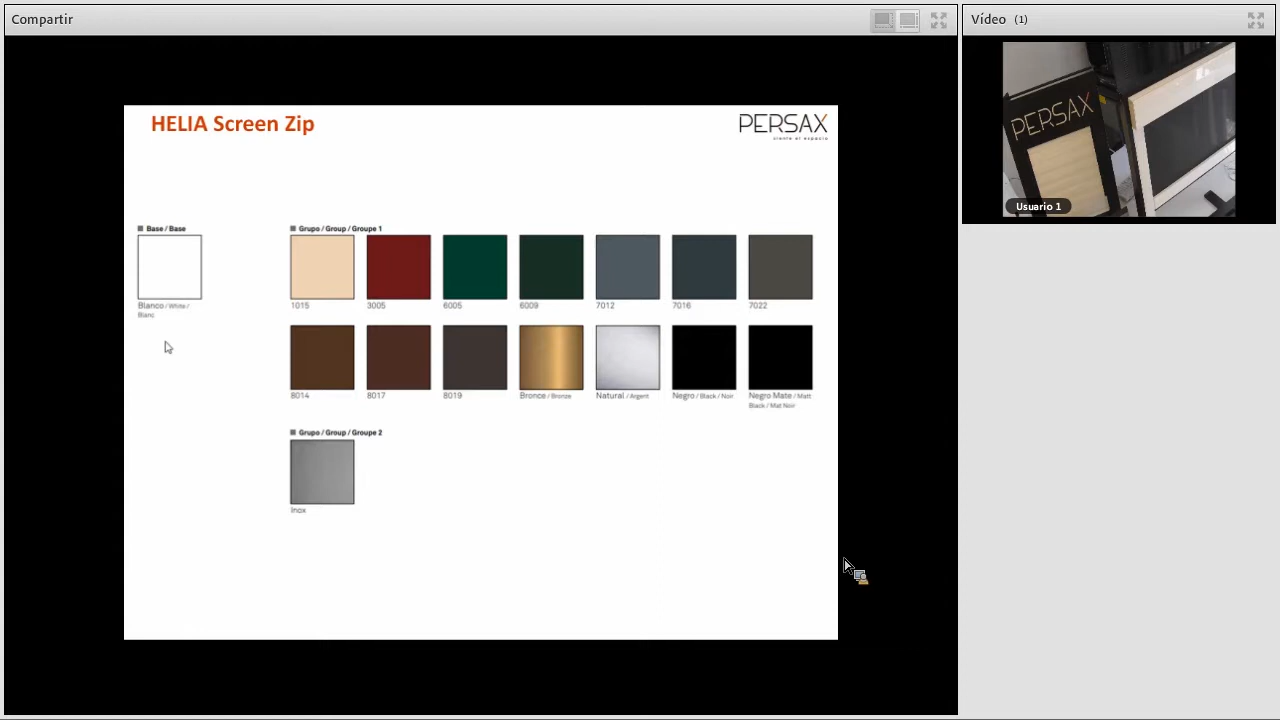 Compartir
Vídeo (1)
PERSAX
Usuario 1
HELIA Screen Zip
PERSAX
Base / Base
Blanco / White /
Blanc
Grupo / Group / Groupe 1
1015
3005
6005
6009
7012
7016
7022
8014
8017
8019
Bronce / Bronze
Natural / Argent
Negro / Black / Noir
Negro Mate / Matt
Black / Mat Noir
Grupo / Group / Groupe 2
Inox